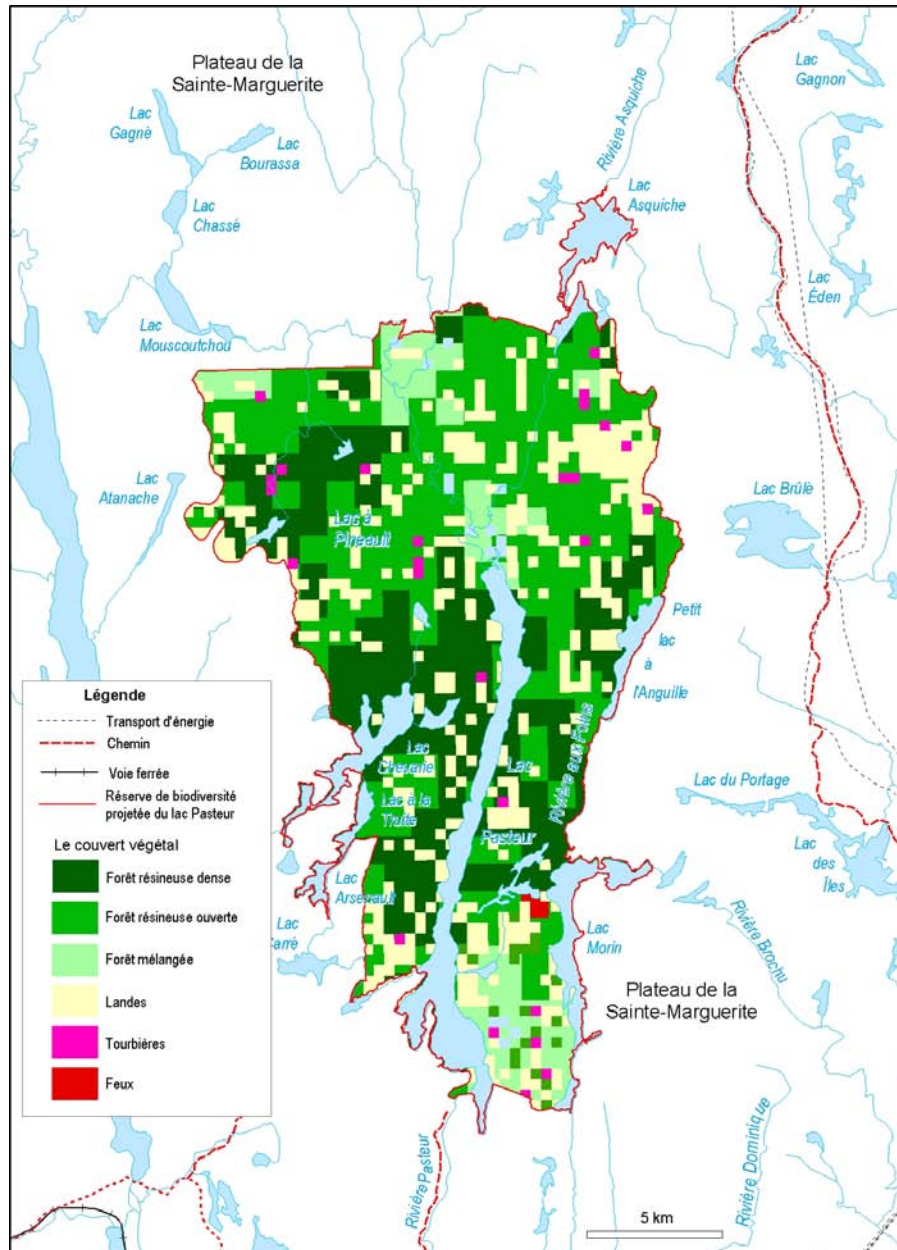 Plateau de la
Sainte-Marguerite
Lac
Gagné
Lac
Bourassa
Lac
Chassé
Lac
Mouscoutchou
Rivière Asquiche
Lac
Asquiche
Lac
Gagnon
Lac
Éden
Lac
Atanache
Lac à
Pineault
Lac Brûlé
Petit
lac
à
l'Anguille
Rivière aux Foins
Lac
Chevarie
Lac à la
Truite
Lac
Pasteur
Lac
Arsenault
Lac
Carré
Lac
Morin
Lac du Portage
Lac
des
Îles
Rivière Brochu
Plateau de la
Sainte-Marguerite
Rivière Dominique
Rivière Pasteur
5 km
Légende
Transport d'énergie
Chemin
Voie ferrée
Réserve de biodiversité
projetée du lac Pasteur
Le couvert végétal
Forêt résineuse dense
Forêt résineuse ouverte
Forêt mélangée
Landes
Tourbières
Feux